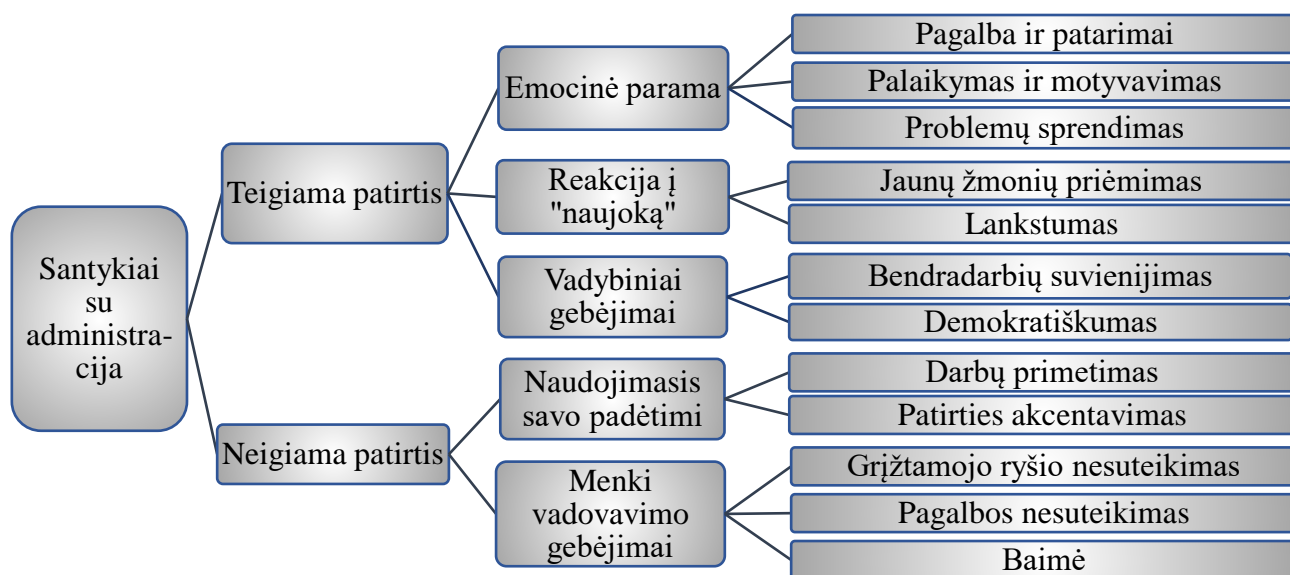 Santykiai
su
administra-
cija
Teigiama patirtis
Emocinė parama
Pagalba ir patarimai
Palaikymas ir motyvavimas
Problemų sprendimas
Reakcija į
"naujoką"
Jaunų žmonių priėmimas
Lankstumas
Vadybiniai
gebėjimai
Bendradarbių suvienijimas
Demokratiškumas
Neigiama patirtis
Naudojimasis
savo padėtimi
Darbų primetimas
Patirties akcentavimas
Menki
vadovavimo
gebėjimai
Grįžtamojo ryšio nesuteikimas
Pagalbos nesuteikimas
Baimė